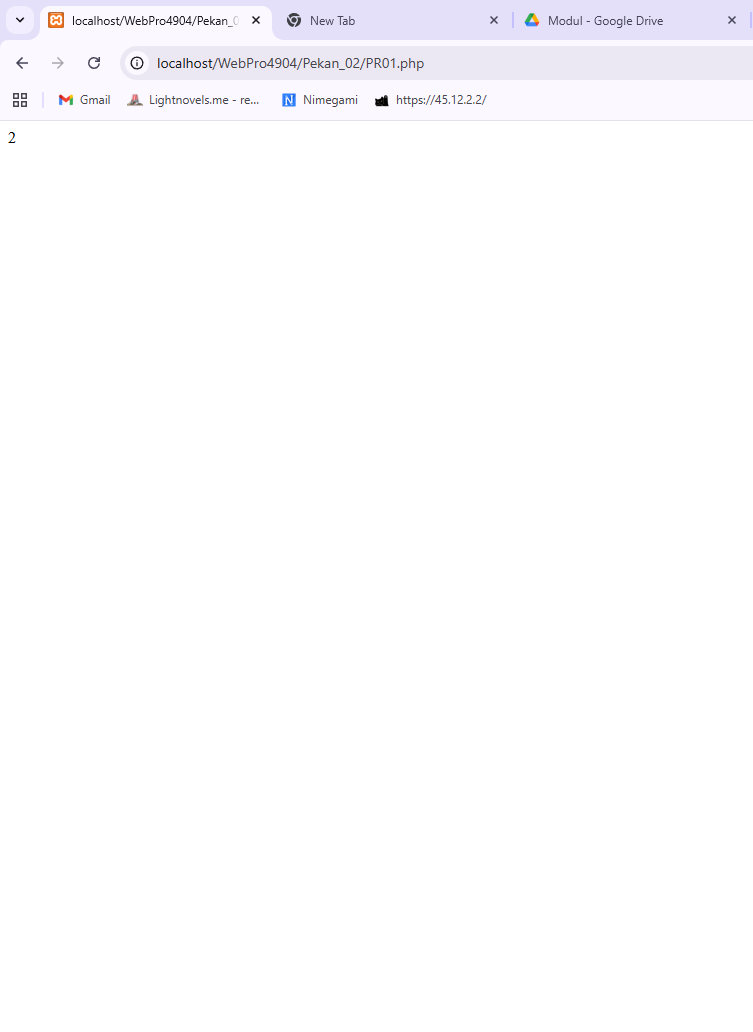 localhost/WebPro4904/Pekan_0
New Tab
Modul - Google Drive
localhost/WebPro4904/Pekan_02/PR01.php
Gmail
Lightnovels.me - re...
Nimegami
https://45.12.2.2/
2